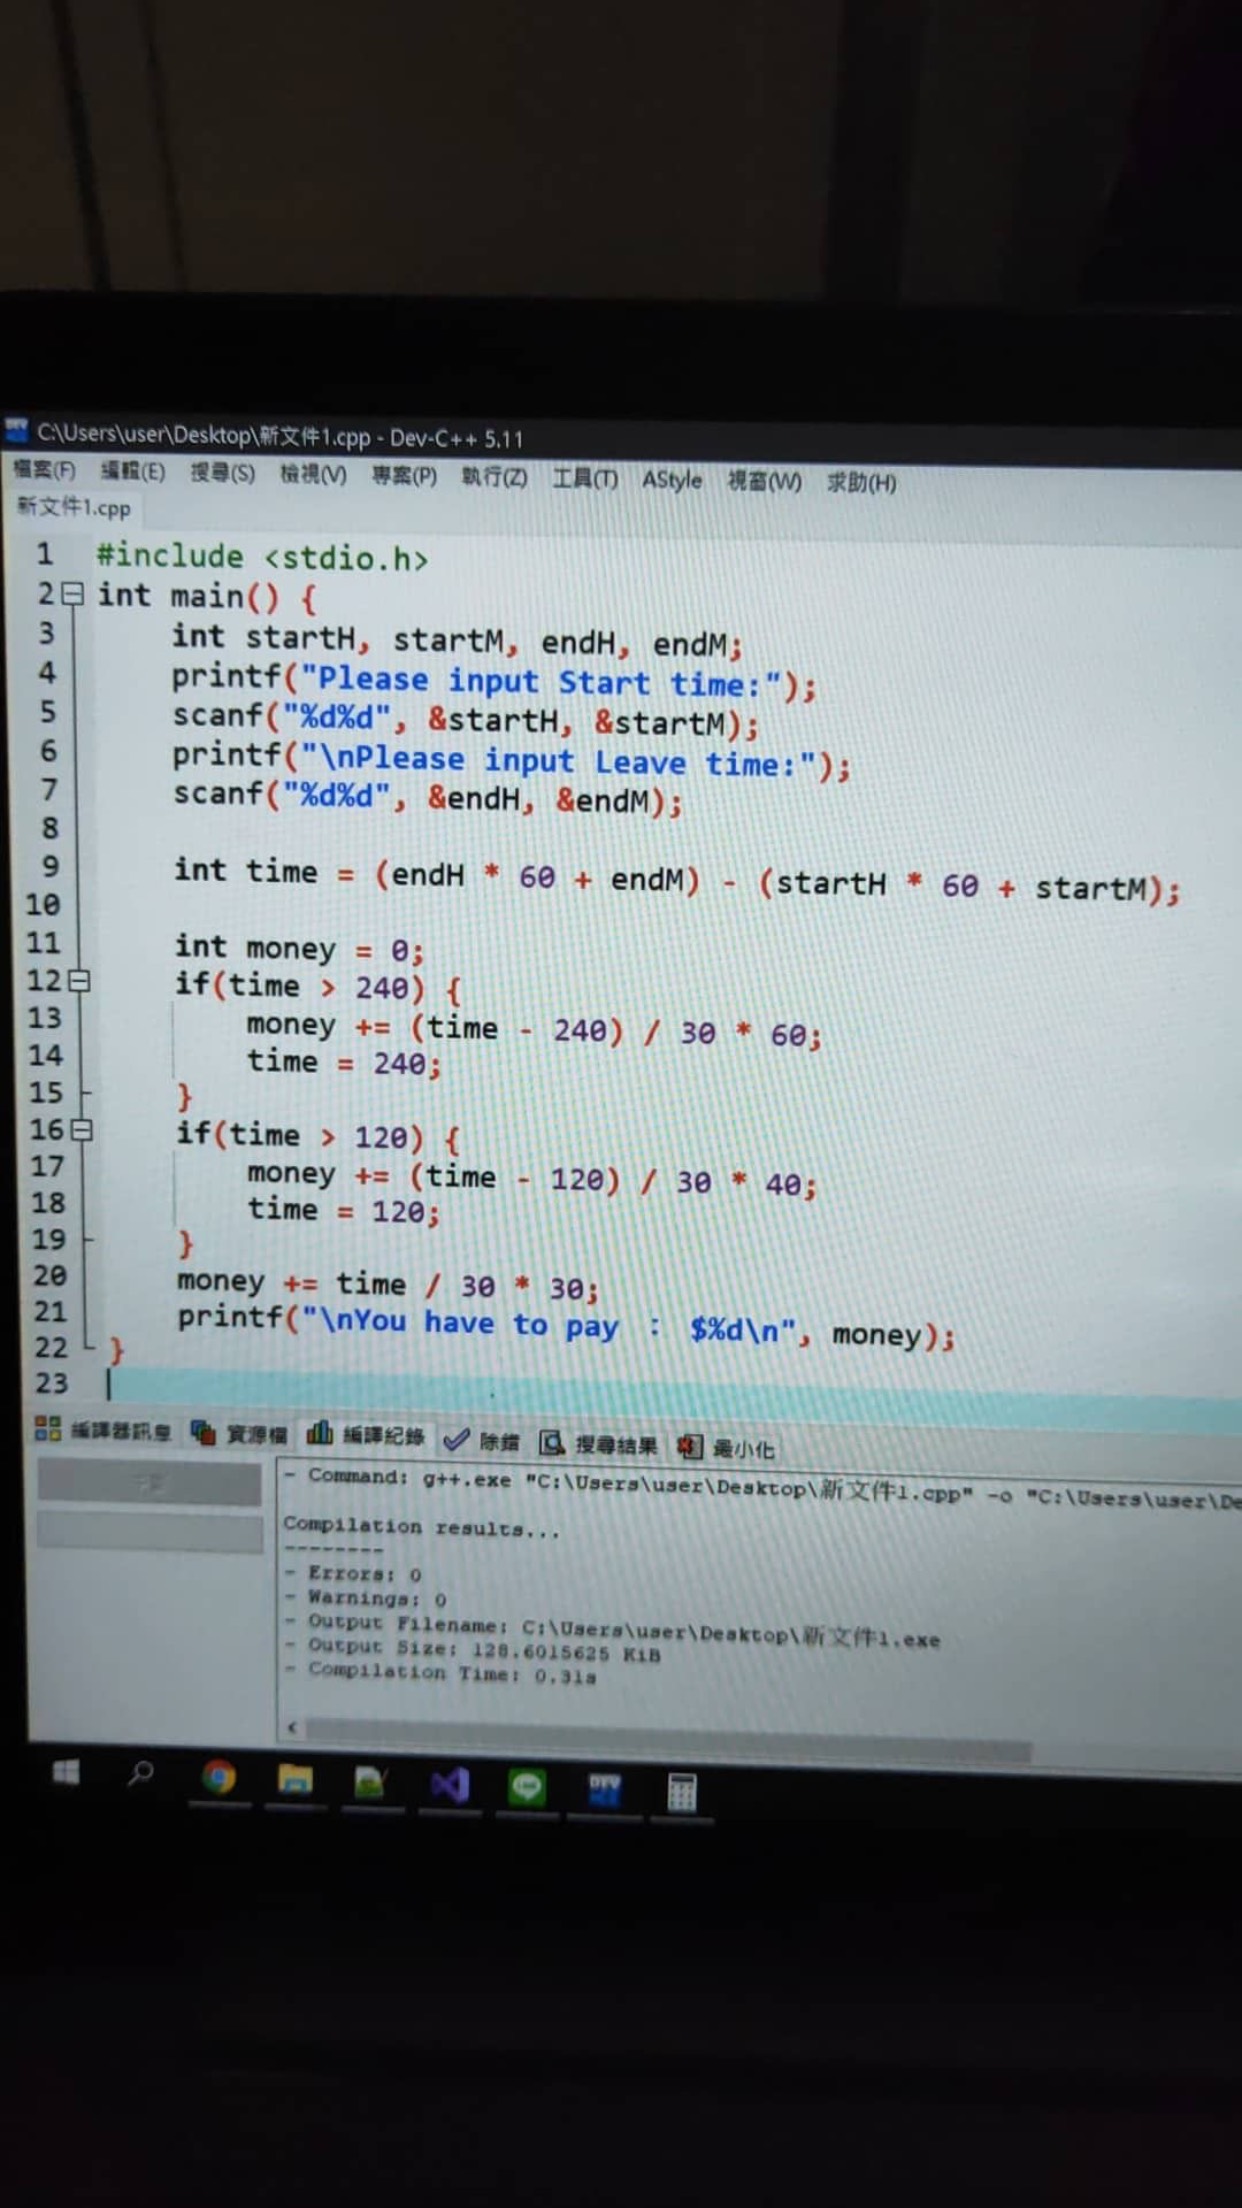 C:\Users\user\Desktop\新文件1.cpp - Dev-C++ 5.11
檔案(F) 編輯(E) 搜尋(S) 檢視(V) 專案(P) 執行(Z) 工具(T) AStyle 視窗(W) 求助(H)
新文件1.cpp
1 #include <stdio.h>
2 int main() {
3 int startH, startM, endH, endM;
4 printf("Please input Start time:");
5 scanf("%d%d", &startH, &startM);
6 printf("\nPlease input Leave time:");
7 scanf("%d%d", &endH, &endM);
8
9 int time = (endH * 60 + endM) - (startH * 60 + startM);
10
11 int money = 0;
12 if(time > 240) {
13 money += (time - 240) / 30 * 60;
14 time = 240;
15 }
16 if(time > 120) {
17 money += (time - 120) / 30 * 40;
18 time = 120;
19 }
20 money += time / 30 * 30;
21 printf("\nYou have to pay : $%d\n", money);
22 }
23
編譯器訊息 資源檔 編譯紀錄 除錯 搜尋結果 最小化
- Command: g++.exe "C:\Users\user\Desktop\新文件1.cpp" -o "C:\Users\user\De
Compilation results...
--------
- Errors: 0
- Warnings: 0
- Output Filename: C:\Users\user\Desktop\新文件1.exe
- Output Size: 128.6015625 KiB
- Compilation Time: 0.31s